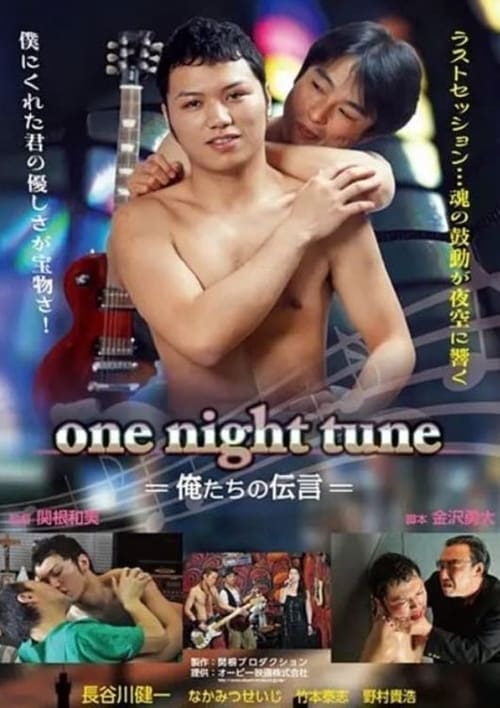 ラストセッション…魂の鼓動が夜空に響く
僕にくれた君の優しさが宝物さ!
one night tune
=俺たちの伝言=
監督 関根和美
脚本 金沢勇大
製作：関根プロダクション
提供：オーピー映画株式会社
長谷川健一 なかみつせいじ 竹本泰志 野村貴浩